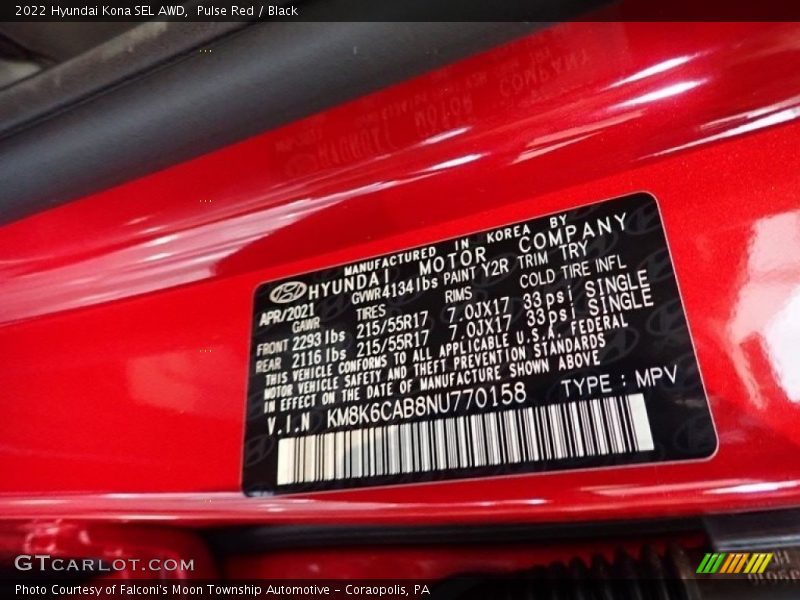 2022 Hyundai Kona SEL AWD, Pulse Red / Black
MANUFACTURED IN KOREA BY
HYUNDAI MOTOR COMPANY
APR/2021 GVWR 4134 lbs PAINT Y2R TRIM TRY
GAWR TIRES RIMS COLD TIRE INFL
FRONT 2293 lbs 215/55R17 7.0JX17 33 psi SINGLE
REAR 2116 lbs 215/55R17 7.0JX17 33psi SINGLE
THIS VEHICLE CONFORMS TO ALL APPLICABLE U.S.A. FEDERAL
MOTOR VEHICLE SAFETY AND THEFT PREVENTION STANDARDS
IN EFFECT ON THE DATE OF MANUFACTURE SHOWN ABOVE
V.I.N KM8K6CAB8NU770158 TYPE : MPV
GTCARLOT.COM
Photo Courtesy of Falconi's Moon Township Automotive – Coraopolis, PA